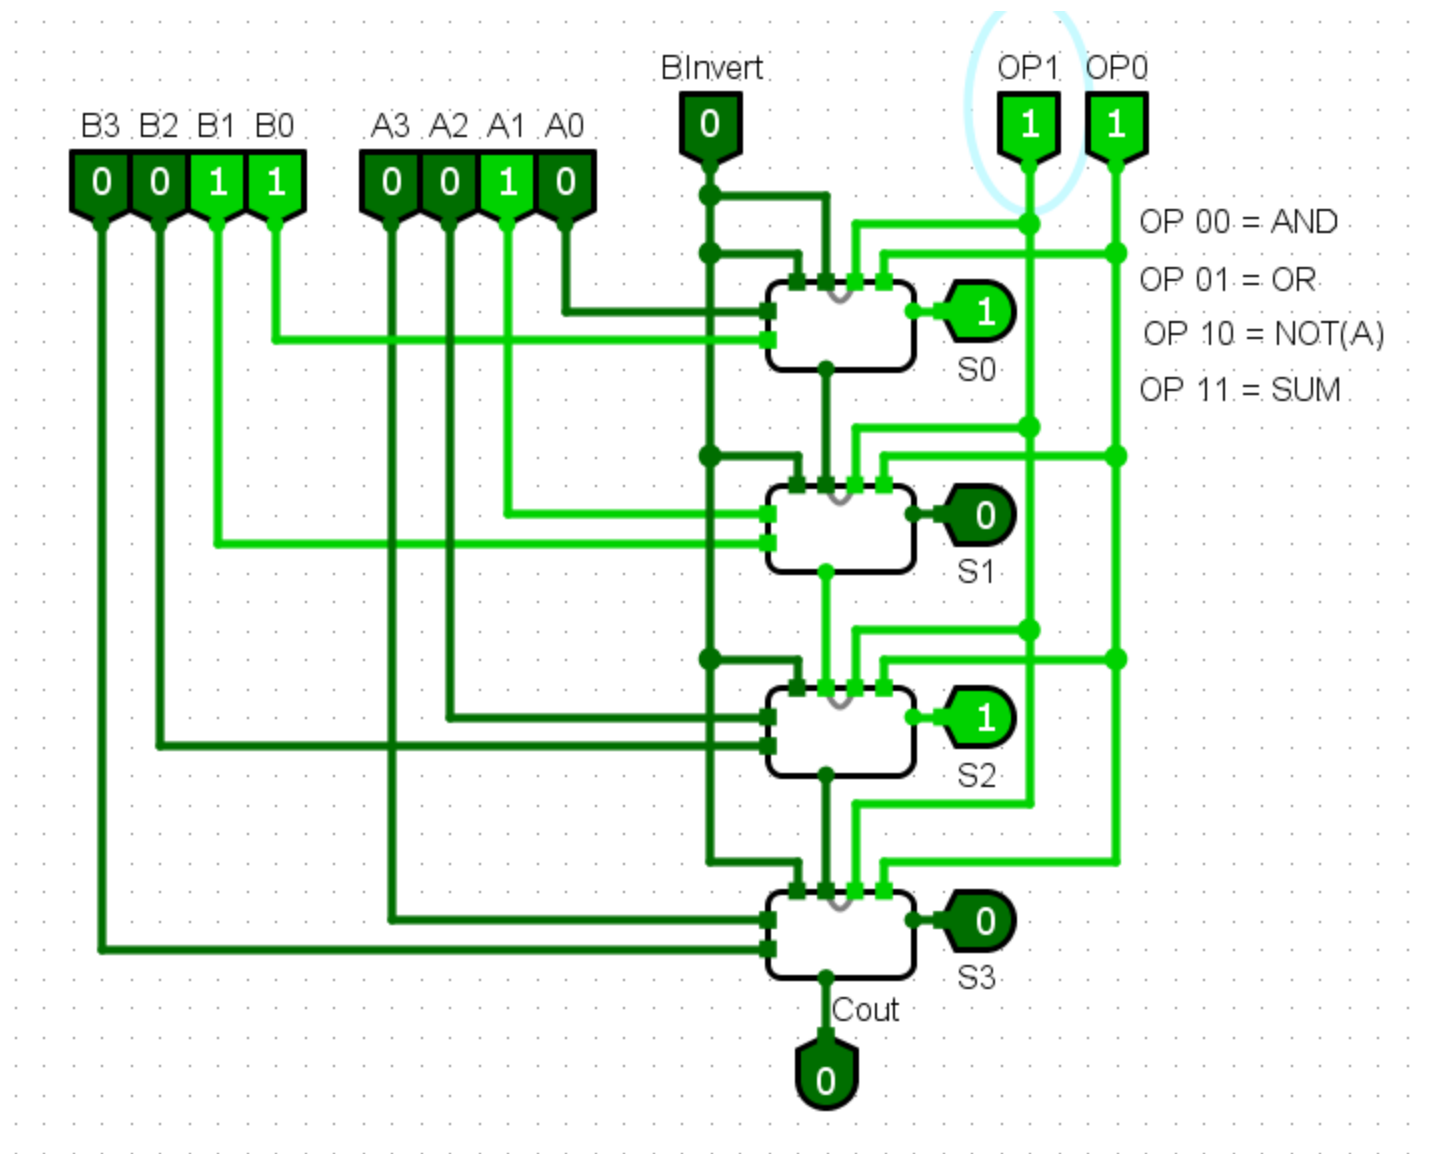 BInvert OP1 OP0
0 1 1
B3 B2 B1 B0 A3 A2 A1 A0
0 0 1 1 0 0 1 0
OP 00 = AND
OP 01 = OR
OP 10 = NOT(A)
OP 11 = SUM
1
S0
0
S1
1
S2
0
S3
Cout
0